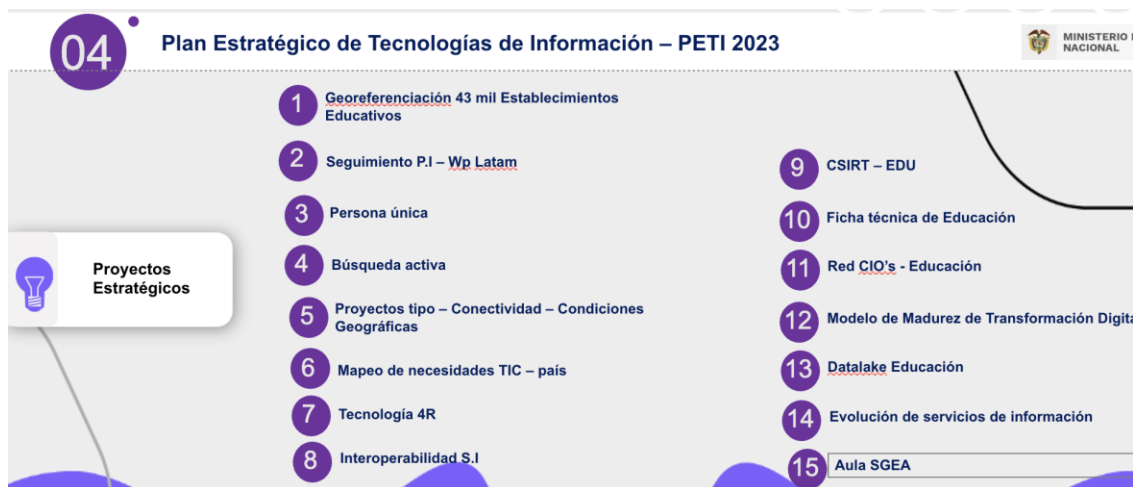 04
Plan Estratégico de Tecnologías de Información – PETI 2023
MINISTERIO
NACIONAL
1 Georeferenciación 43 mil Establecimientos
Educativos
2 Seguimiento P.I – Wp Latam
3 Persona única
4 Búsqueda activa
5 Proyectos tipo – Conectividad – Condiciones
Geográficas
6 Mapeo de necesidades TIC – país
7 Tecnología 4R
8 Interoperabilidad S.I
Proyectos
Estratégicos
9 CSIRT – EDU
10 Ficha técnica de Educación
11 Red CIO's - Educación
12 Modelo de Madurez de Transformación Digita
13 Datalake Educación
14 Evolución de servicios de información
15 Aula SGEA